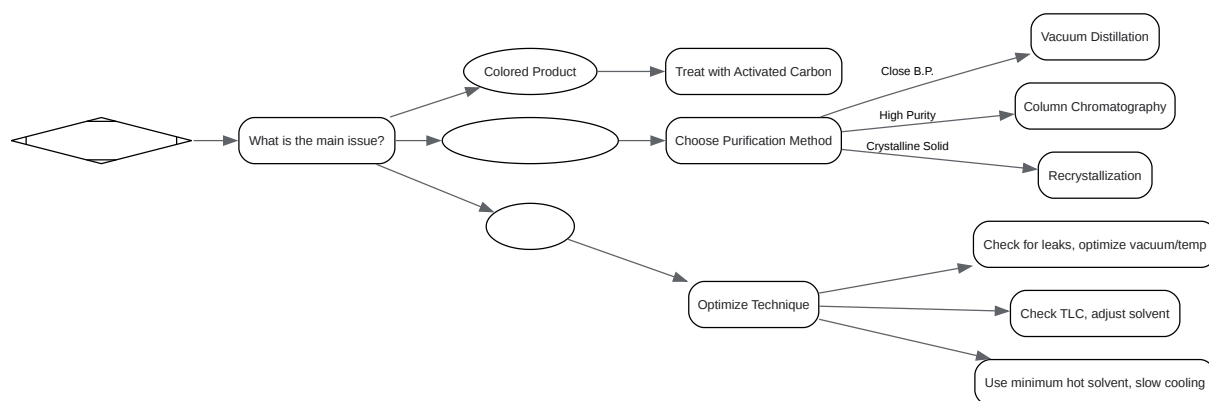 What is the main issue?
Colored Product
Treat with Activated Carbon
Choose Purification Method
Close B.P.
High Purity
Crystalline Solid
Vacuum Distillation
Column Chromatography
Recrystallization
Optimize Technique
Check for leaks, optimize vacuum/temp
Check TLC, adjust solvent
Use minimum hot solvent, slow cooling